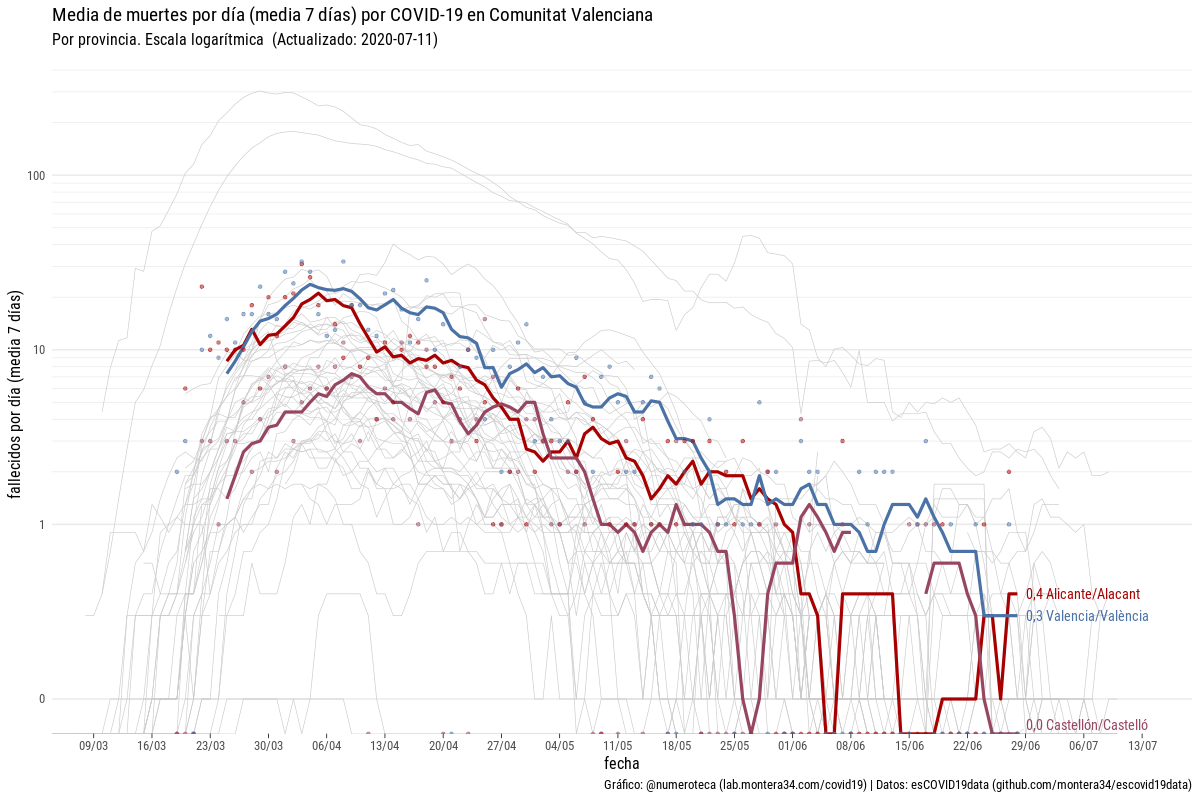 Media de muertes por día (media 7 días) por COVID-19 en Comunitat Valenciana
Por provincia. Escala logarítmica (Actualizado: 2020-07-11)
fallecidos por día (media 7 días)
100
10
1
0
0,4 Alicante/Alacant
0,3 Valencia/València
0,0 Castellón/Castelló
09/03 16/03 23/03 30/03 06/04 13/04 20/04 27/04 04/05 11/05 18/05 25/05 01/06 08/06 15/06 22/06 29/06 06/07 13/07
fecha
Gráfico: @numeroteca (lab.montera34.com/covid19) | Datos: esCOVID19data (github.com/montera34/escovid19data)